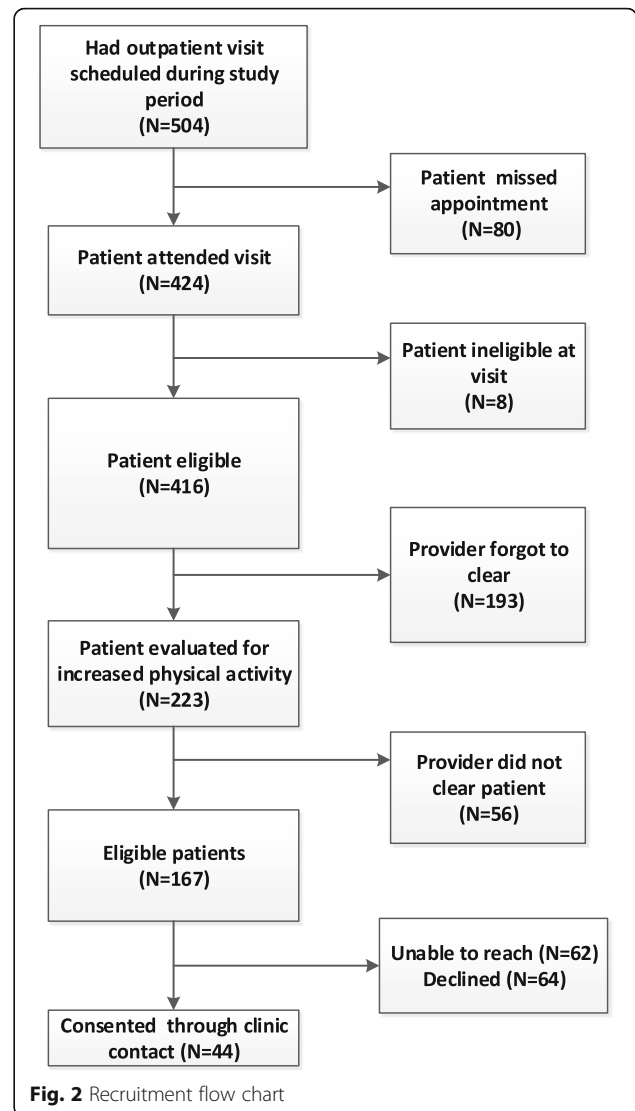 Had outpatient visit
scheduled during study
period
(N=504)
Patient missed
appointment
(N=80)
Patient attended visit
(N=424)
Patient ineligible at
visit
(N=8)
Patient eligible
(N=416)
Provider forgot to
clear
(N=193)
Patient evaluated for
increased physical activity
(N=223)
Provider did not
clear patient
(N=56)
Eligible patients
(N=167)
Unable to reach (N=62)
Declined (N=64)
Consented through clinic
contact (N=44)
Fig. 2 Recruitment flow chart